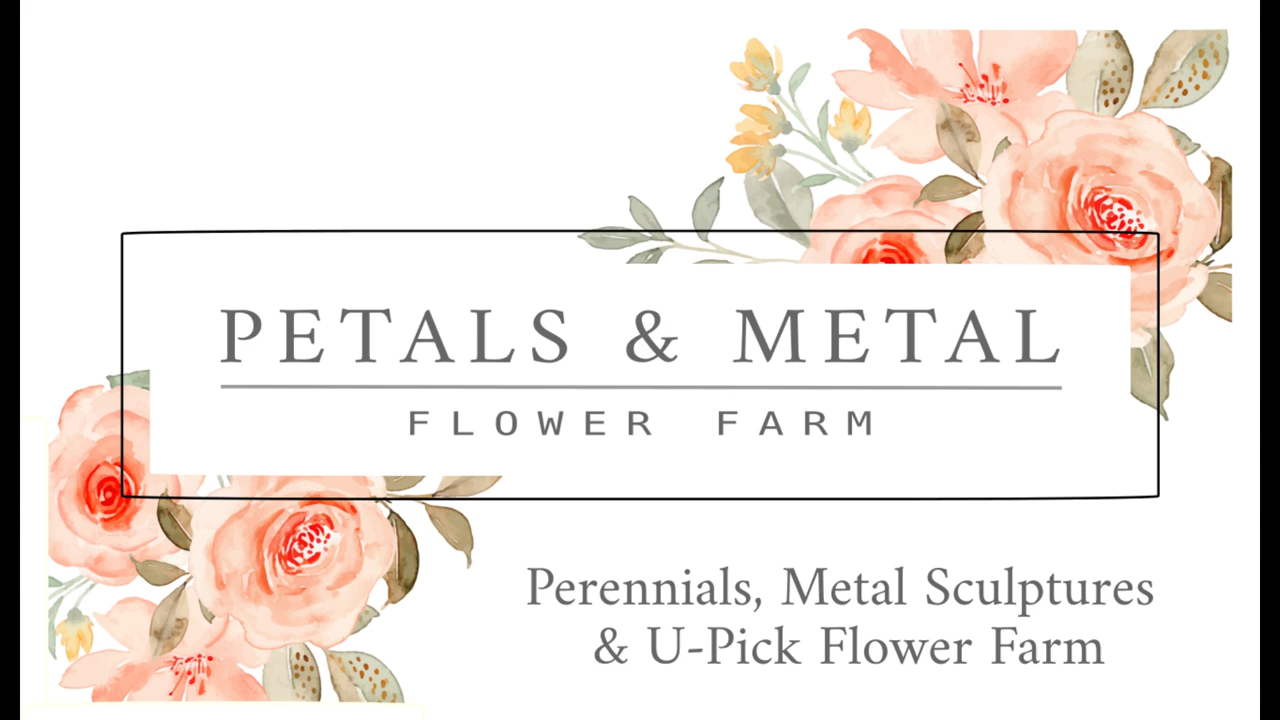 PETALS & METAL
FLOWER FARM
Perennials, Metal Sculptures
& U-Pick Flower Farm